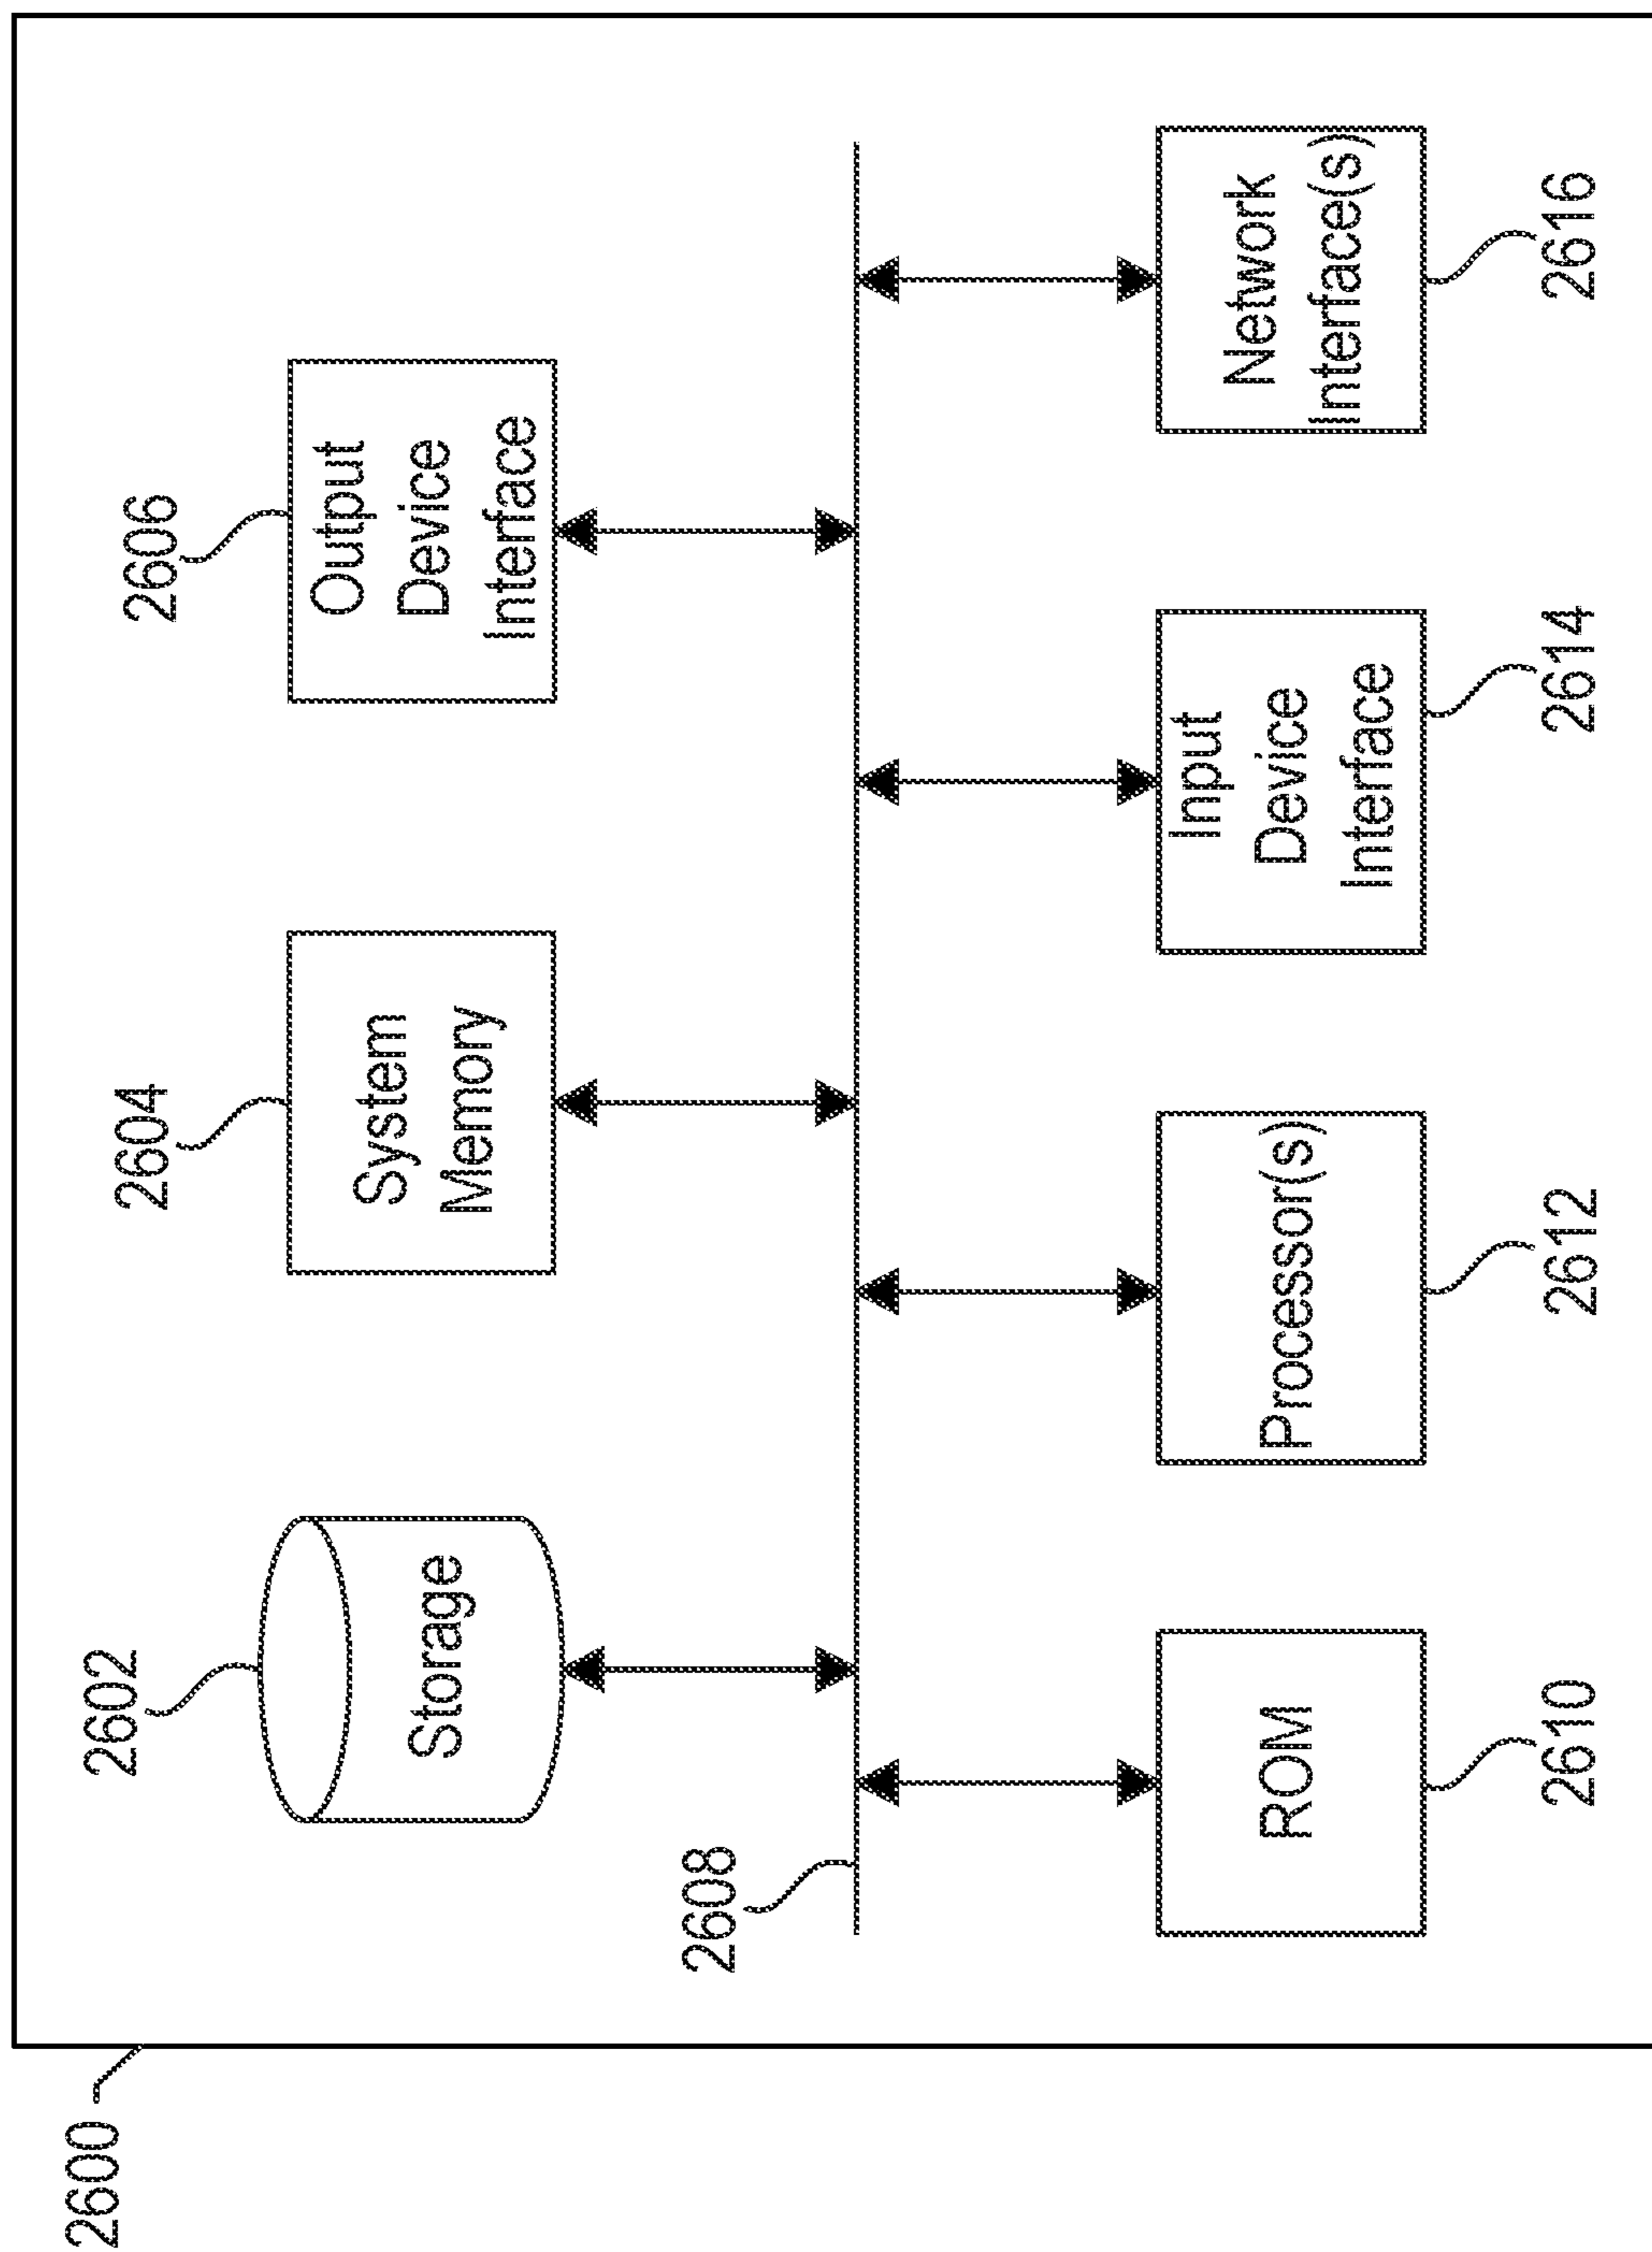 2600
2602
Storage
2604
System
Memory
2606
Output
Device
Interface
2608
ROM
2610
Processor(s)
2612
Input
Device
Interface
2614
Network
Interface(s)
2616